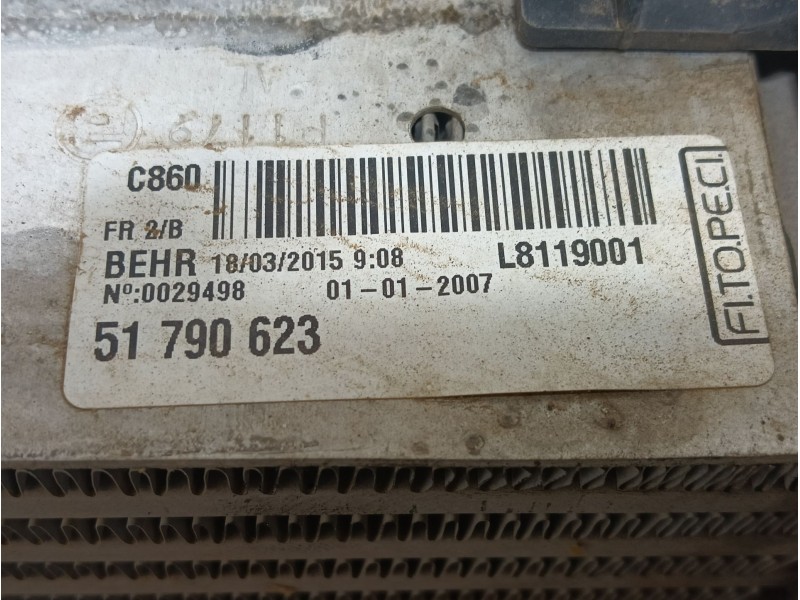 C860
FR 2/B
BEHR 18/03/2015 9:08 L8119001
Nº:0029498 01-01-2007
51 790 623
FI.TO.PE.CI.